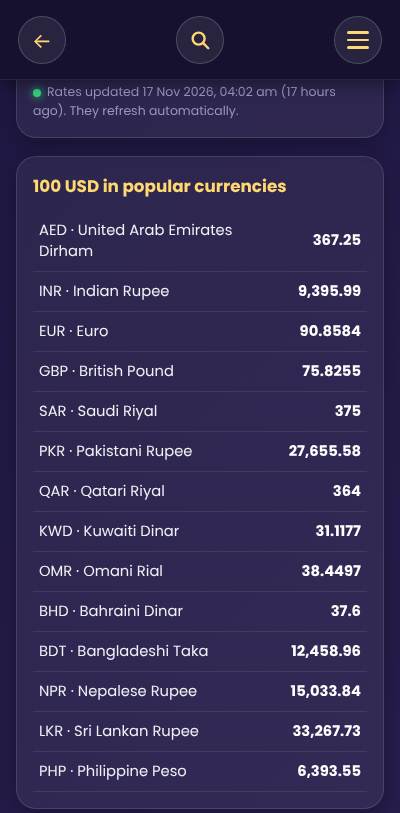 Rates updated 17 Nov 2026, 04:02 am (17 hours
ago). They refresh automatically.
100 USD in popular currencies
AED · United Arab Emirates
Dirham 367.25
INR · Indian Rupee 9,395.99
EUR · Euro 90.8584
GBP · British Pound 75.8255
SAR · Saudi Riyal 375
PKR · Pakistani Rupee 27,655.58
QAR · Qatari Riyal 364
KWD · Kuwaiti Dinar 31.1177
OMR · Omani Rial 38.4497
BHD · Bahraini Dinar 37.6
BDT · Bangladeshi Taka 12,458.96
NPR · Nepalese Rupee 15,033.84
LKR · Sri Lankan Rupee 33,267.73
PHP · Philippine Peso 6,393.55